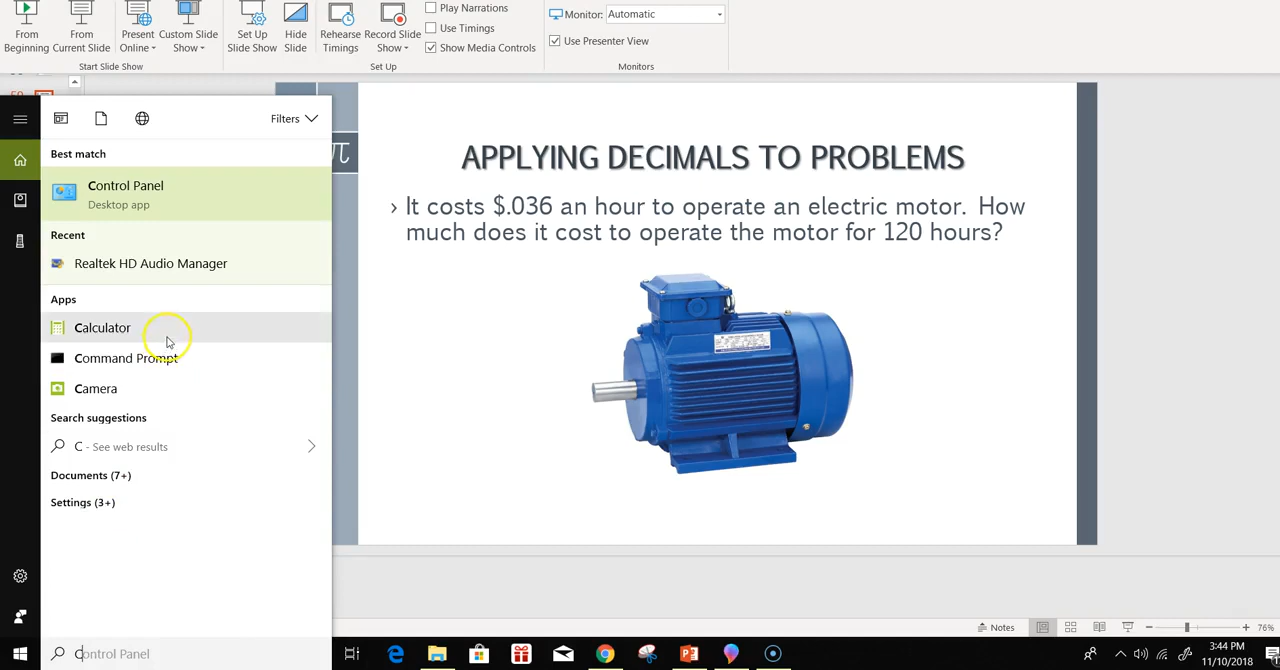 Play Narrations
Monitor: Automatic
From Beginning
From Current Slide
Present Online
Custom Slide Show
Set Up Slide Show
Hide Slide
Rehearse Timings
Record Slide Show
Use Timings
Show Media Controls
Use Presenter View
Start Slide Show
Set Up
Monitors
Filters
Best match
Control Panel
Desktop app
Recent
Realtek HD Audio Manager
Apps
Calculator
Command Prompt
Camera
Search suggestions
C - See web results
Documents (7+)
Settings (3+)
Control Panel
π
APPLYING DECIMALS TO PROBLEMS
› It costs $.036 an hour to operate an electric motor. How
much does it cost to operate the motor for 120 hours?
Notes
76%
3:44 PM
11/10/2018